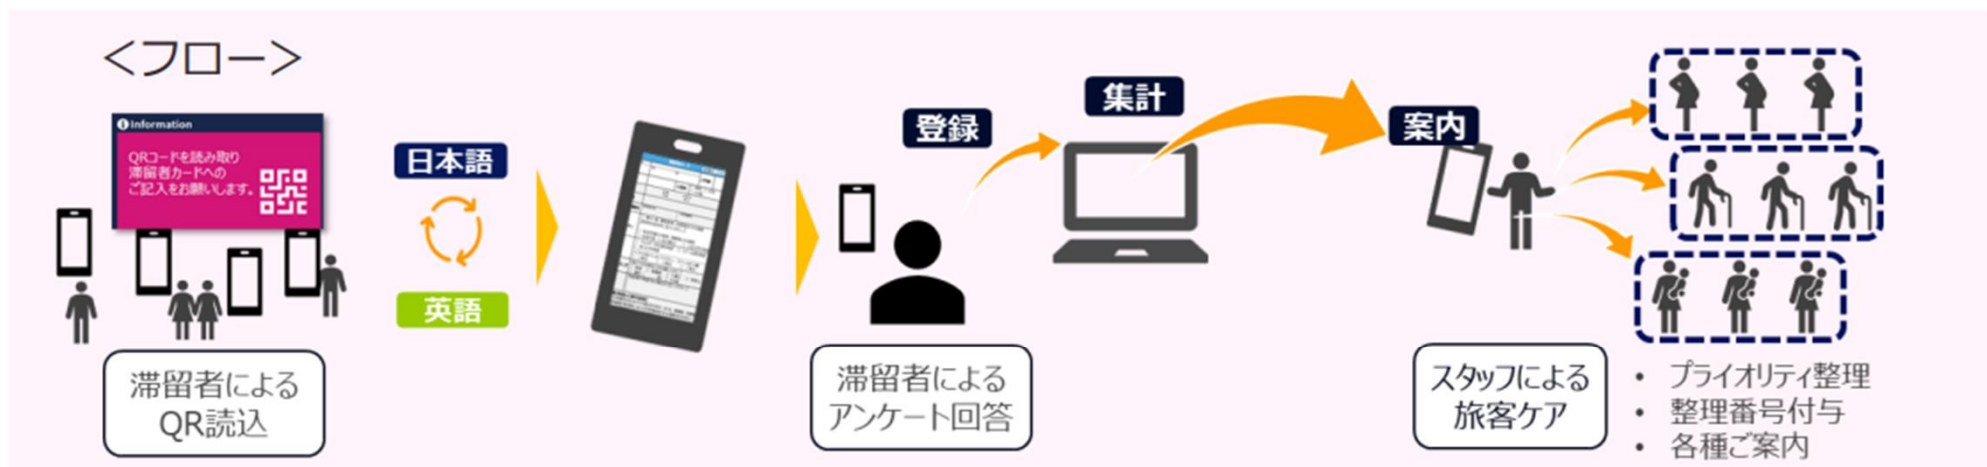 ＜フロー＞
Information
QRコードを読み取り
滞留者カードへの
ご記入をお願いします。
日本語
英語
滞留者による
QR読込
登録
集計
滞留者による
アンケート回答
案内
スタッフによる
旅客ケア
• プライオリティ整理
• 整理番号付与
• 各種ご案内